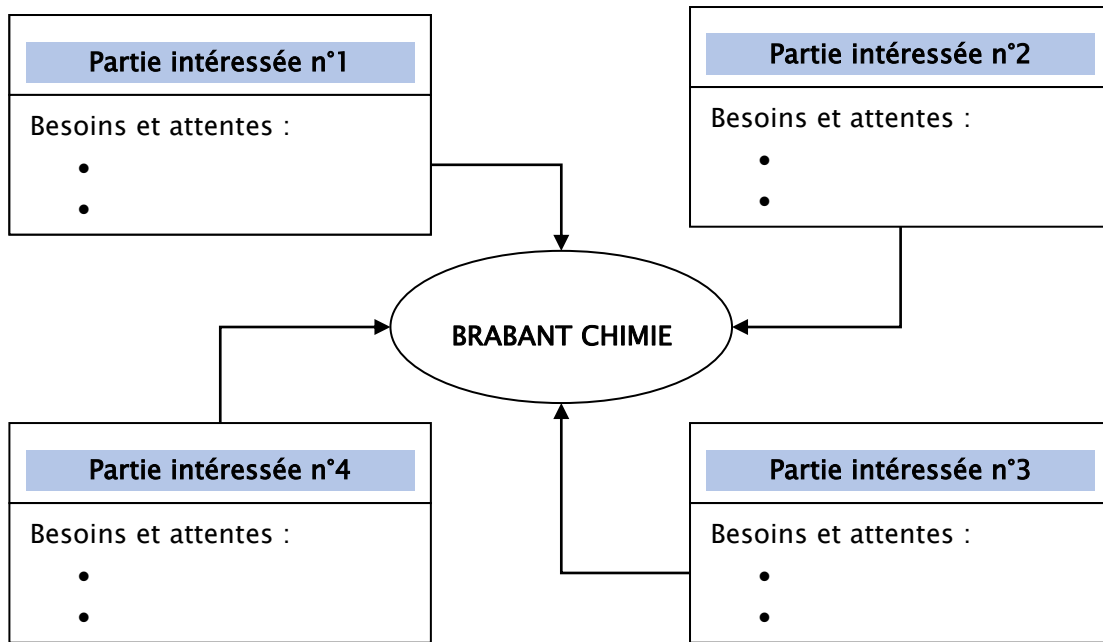 Partie intéressée n°1
Besoins et attentes :
•
•
Partie intéressée n°2
Besoins et attentes :
•
•
BRABANT CHIMIE
Partie intéressée n°4
Besoins et attentes :
•
•
Partie intéressée n°3
Besoins et attentes :
•
•